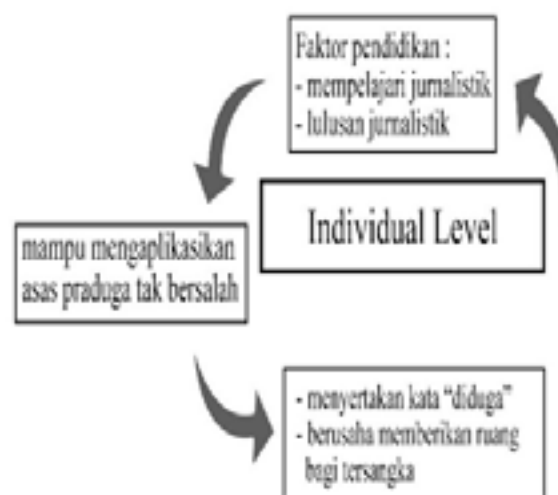 Faktor pendidikan :
- mempelajari jurnalistik
- lulusan jurnalistik
Individual Level
mampu mengaplikasikan
asas praduga tak bersalah
- menyertakan kata “diduga”
- berusaha memberikan ruang
bagi tersangka